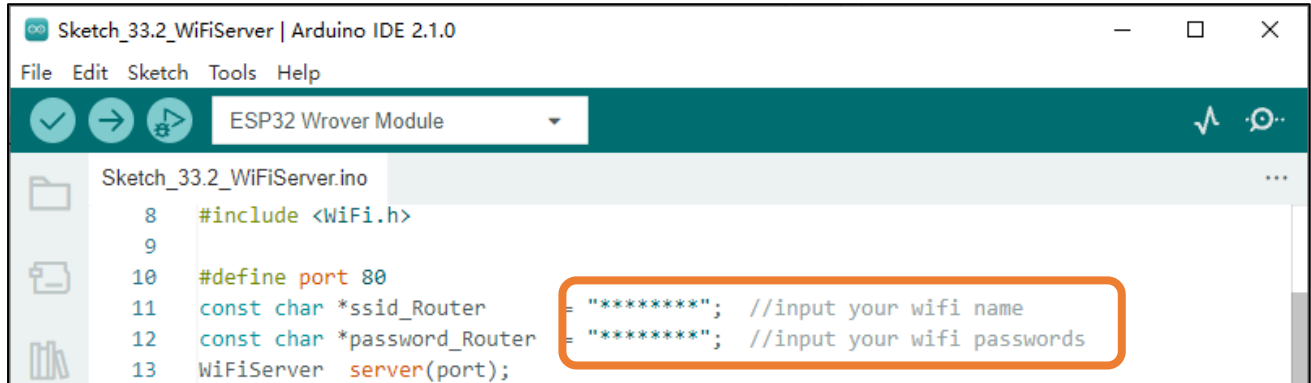 Sketch_33.2_WiFiServer | Arduino IDE 2.1.0
File Edit Sketch Tools Help
ESP32 Wrover Module
Sketch_33.2_WiFiServer.ino
8 #include <WiFi.h>
9
10 #define port 80
11 const char *ssid_Router = "********"; //input your wifi name
12 const char *password_Router = "********"; //input your wifi passwords
13 WiFiServer server(port);